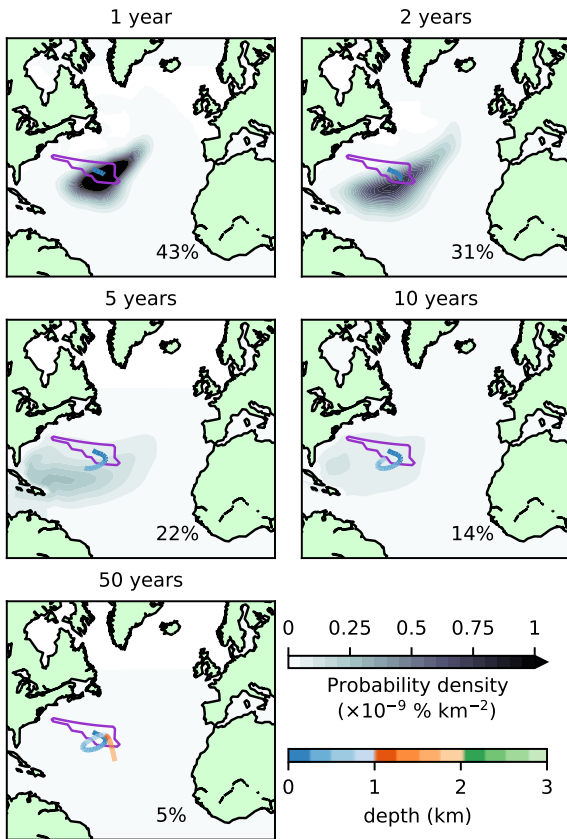 1 year
2 years
43%
31%
5 years
10 years
22%
14%
50 years
5%
0 0.25 0.5 0.75 1
Probability density
(×10⁻⁹ % km⁻²)
0 1 2 3
depth (km)